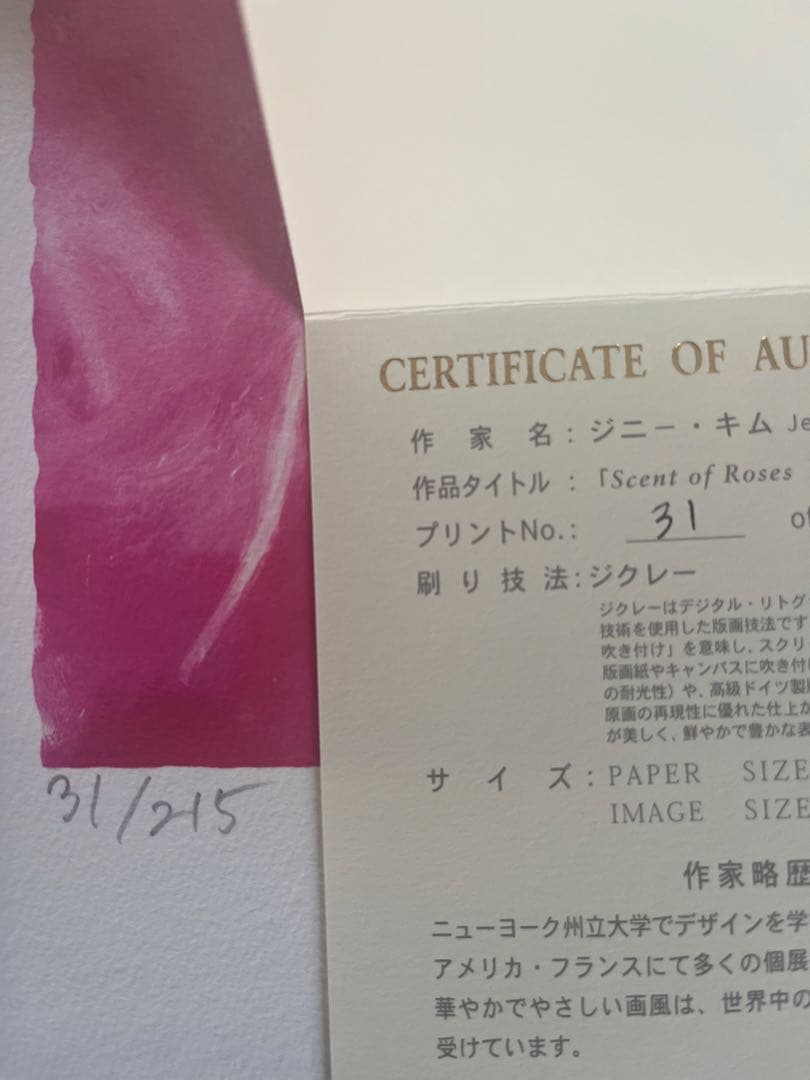 CERTIFICATE OF AU
作家名：ジニー・キム Je
作品タイトル：「Scent of Roses
プリントNo.： 31 of
刷り技法：ジクレー
ジクレーはデジタル・リトグ
技術を使用した版画技法です
吹き付け」を意味し、スクリ
版画紙やキャンバスに吹き付け
の耐光性）や、高級ドイツ製
原画の再現性に優れた仕上が
が美しく、鮮やかで豊かな表
サイズ：PAPER SIZE
IMAGE SIZE
31/215
作家略歴
ニューヨーク州立大学でデザインを学
アメリカ・フランスにて多くの個展
華やかでやさしい画風は、世界中の
受けています。